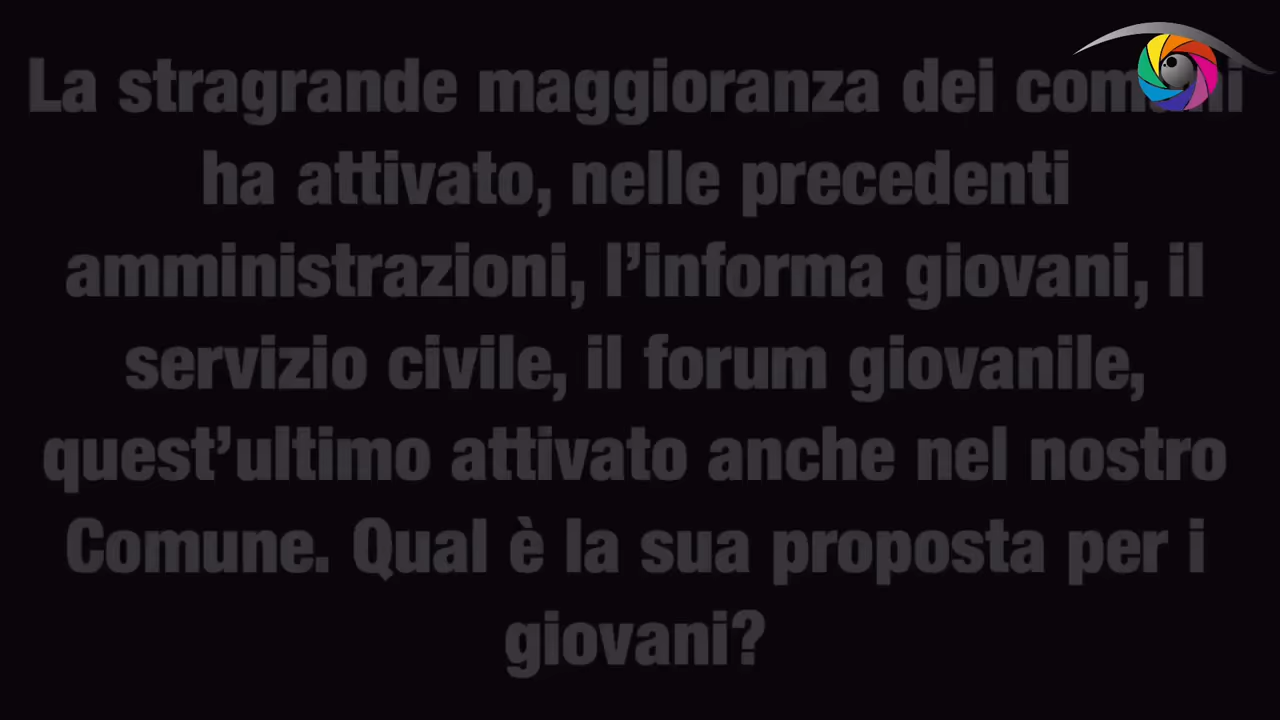 La stragrande maggioranza dei comuni
ha attivato, nelle precedenti
amministrazioni, l’informa giovani, il
servizio civile, il forum giovanile,
quest’ultimo attivato anche nel nostro
Comune. Qual è la sua proposta per i
giovani?